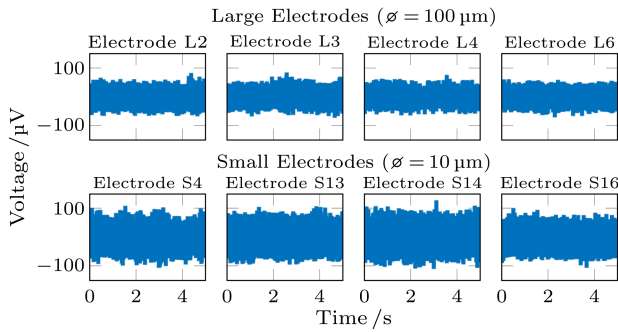 Large Electrodes (⌀ = 100 µm)
Electrode L2 Electrode L3 Electrode L4 Electrode L6
100
−100
Small Electrodes (⌀ = 10 µm)
Electrode S4 Electrode S13 Electrode S14 Electrode S16
100
−100
0 2 4 0 2 4 0 2 4 0 2 4
Time /s
Voltage /µV